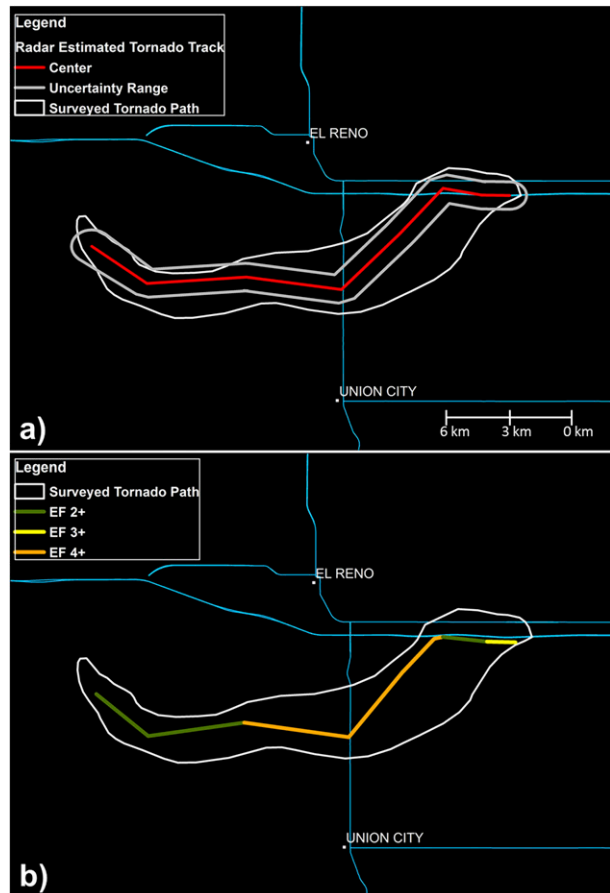 Legend
Radar Estimated Tornado Track
Center
Uncertainty Range
Surveyed Tornado Path
EL RENO
UNION CITY
6 km 3 km 0 km
a)
Legend
Surveyed Tornado Path
EF 2+
EF 3+
EF 4+
EL RENO
UNION CITY
b)